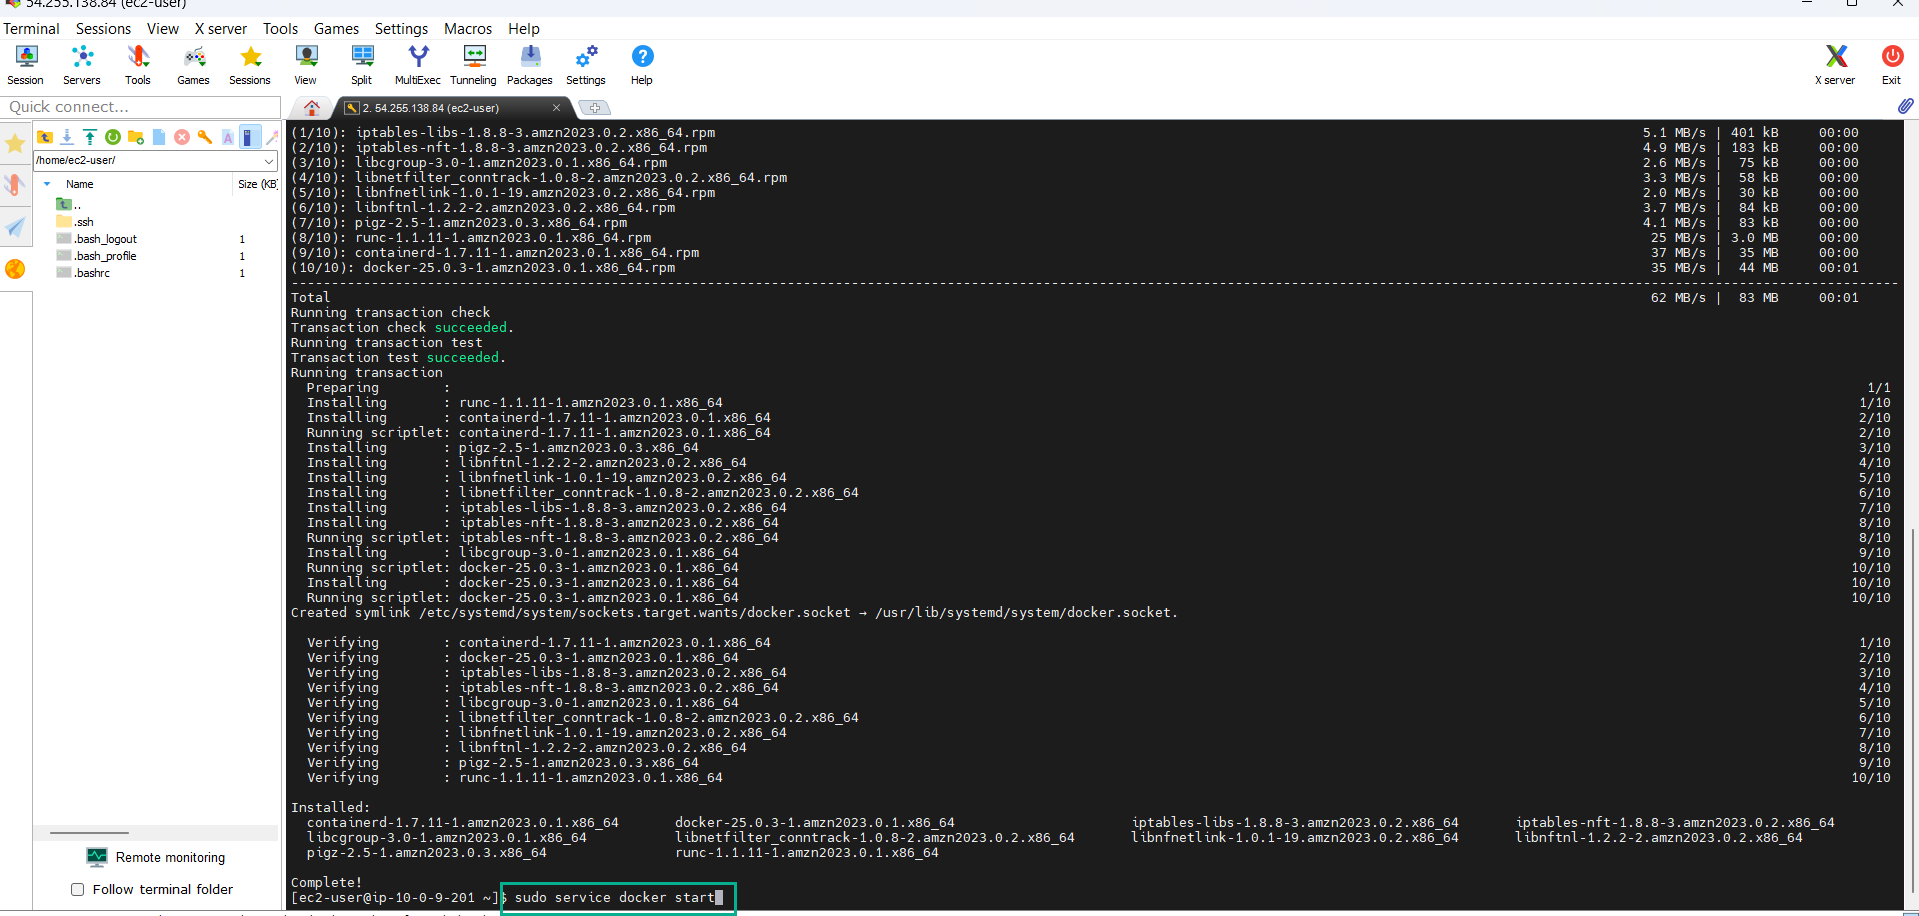 54.255.138.84 (ec2-user)
Terminal Sessions View X server Tools Games Settings Macros Help
Session Servers Tools Games Sessions View Split MultiExec Tunneling Packages Settings Help X server Exit
Quick connect...
2. 54.255.138.84 (ec2-user)
/home/ec2-user/
Name Size (KB
..
.ssh
.bash_logout 1
.bash_profile 1
.bashrc 1
Remote monitoring
Follow terminal folder
(1/10): iptables-libs-1.8.8-3.amzn2023.0.2.x86_64.rpm 5.1 MB/s | 401 kB 00:00
(2/10): iptables-nft-1.8.8-3.amzn2023.0.2.x86_64.rpm 4.9 MB/s | 183 kB 00:00
(3/10): libcgroup-3.0-1.amzn2023.0.1.x86_64.rpm 2.6 MB/s | 75 kB 00:00
(4/10): libnetfilter_conntrack-1.0.8-2.amzn2023.0.2.x86_64.rpm 3.3 MB/s | 58 kB 00:00
(5/10): libnfnetlink-1.0.1-19.amzn2023.0.2.x86_64.rpm 2.0 MB/s | 30 kB 00:00
(6/10): libnftnl-1.2.2-2.amzn2023.0.2.x86_64.rpm 3.7 MB/s | 84 kB 00:00
(7/10): pigz-2.5-1.amzn2023.0.3.x86_64.rpm 4.1 MB/s | 83 kB 00:00
(8/10): runc-1.1.11-1.amzn2023.0.1.x86_64.rpm 25 MB/s | 3.0 MB 00:00
(9/10): containerd-1.7.11-1.amzn2023.0.1.x86_64.rpm 37 MB/s | 35 MB 00:00
(10/10): docker-25.0.3-1.amzn2023.0.1.x86_64.rpm 35 MB/s | 44 MB 00:01
Total 62 MB/s | 83 MB 00:01
Running transaction check
Transaction check succeeded.
Running transaction test
Transaction test succeeded.
Running transaction
Preparing : 1/1
Installing : runc-1.1.11-1.amzn2023.0.1.x86_64 1/10
Installing : containerd-1.7.11-1.amzn2023.0.1.x86_64 2/10
Running scriptlet: containerd-1.7.11-1.amzn2023.0.1.x86_64 2/10
Installing : pigz-2.5-1.amzn2023.0.3.x86_64 3/10
Installing : libnftnl-1.2.2-2.amzn2023.0.2.x86_64 4/10
Installing : libnfnetlink-1.0.1-19.amzn2023.0.2.x86_64 5/10
Installing : libnetfilter_conntrack-1.0.8-2.amzn2023.0.2.x86_64 6/10
Installing : iptables-libs-1.8.8-3.amzn2023.0.2.x86_64 7/10
Installing : iptables-nft-1.8.8-3.amzn2023.0.2.x86_64 8/10
Running scriptlet: iptables-nft-1.8.8-3.amzn2023.0.2.x86_64 8/10
Installing : libcgroup-3.0-1.amzn2023.0.1.x86_64 9/10
Running scriptlet: docker-25.0.3-1.amzn2023.0.1.x86_64 10/10
Installing : docker-25.0.3-1.amzn2023.0.1.x86_64 10/10
Running scriptlet: docker-25.0.3-1.amzn2023.0.1.x86_64 10/10
Created symlink /etc/systemd/system/sockets.target.wants/docker.socket → /usr/lib/systemd/system/docker.socket.
Verifying : containerd-1.7.11-1.amzn2023.0.1.x86_64 1/10
Verifying : docker-25.0.3-1.amzn2023.0.1.x86_64 2/10
Verifying : iptables-libs-1.8.8-3.amzn2023.0.2.x86_64 3/10
Verifying : iptables-nft-1.8.8-3.amzn2023.0.2.x86_64 4/10
Verifying : libcgroup-3.0-1.amzn2023.0.1.x86_64 5/10
Verifying : libnetfilter_conntrack-1.0.8-2.amzn2023.0.2.x86_64 6/10
Verifying : libnfnetlink-1.0.1-19.amzn2023.0.2.x86_64 7/10
Verifying : libnftnl-1.2.2-2.amzn2023.0.2.x86_64 8/10
Verifying : pigz-2.5-1.amzn2023.0.3.x86_64 9/10
Verifying : runc-1.1.11-1.amzn2023.0.1.x86_64 10/10
Installed:
containerd-1.7.11-1.amzn2023.0.1.x86_64 docker-25.0.3-1.amzn2023.0.1.x86_64 iptables-libs-1.8.8-3.amzn2023.0.2.x86_64 iptables-nft-1.8.8-3.amzn2023.0.2.x86_64
libcgroup-3.0-1.amzn2023.0.1.x86_64 libnetfilter_conntrack-1.0.8-2.amzn2023.0.2.x86_64 libnfnetlink-1.0.1-19.amzn2023.0.2.x86_64 libnftnl-1.2.2-2.amzn2023.0.2.x86_64
pigz-2.5-1.amzn2023.0.3.x86_64 runc-1.1.11-1.amzn2023.0.1.x86_64
Complete!
[ec2-user@ip-10-0-9-201 ~]$ sudo service docker start